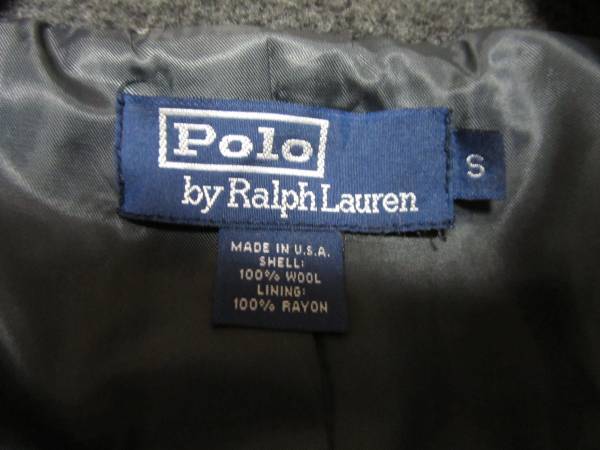 Polo
by Ralph Lauren
S
MADE IN U.S.A.
SHELL:
100% WOOL
LINING:
100% RAYON